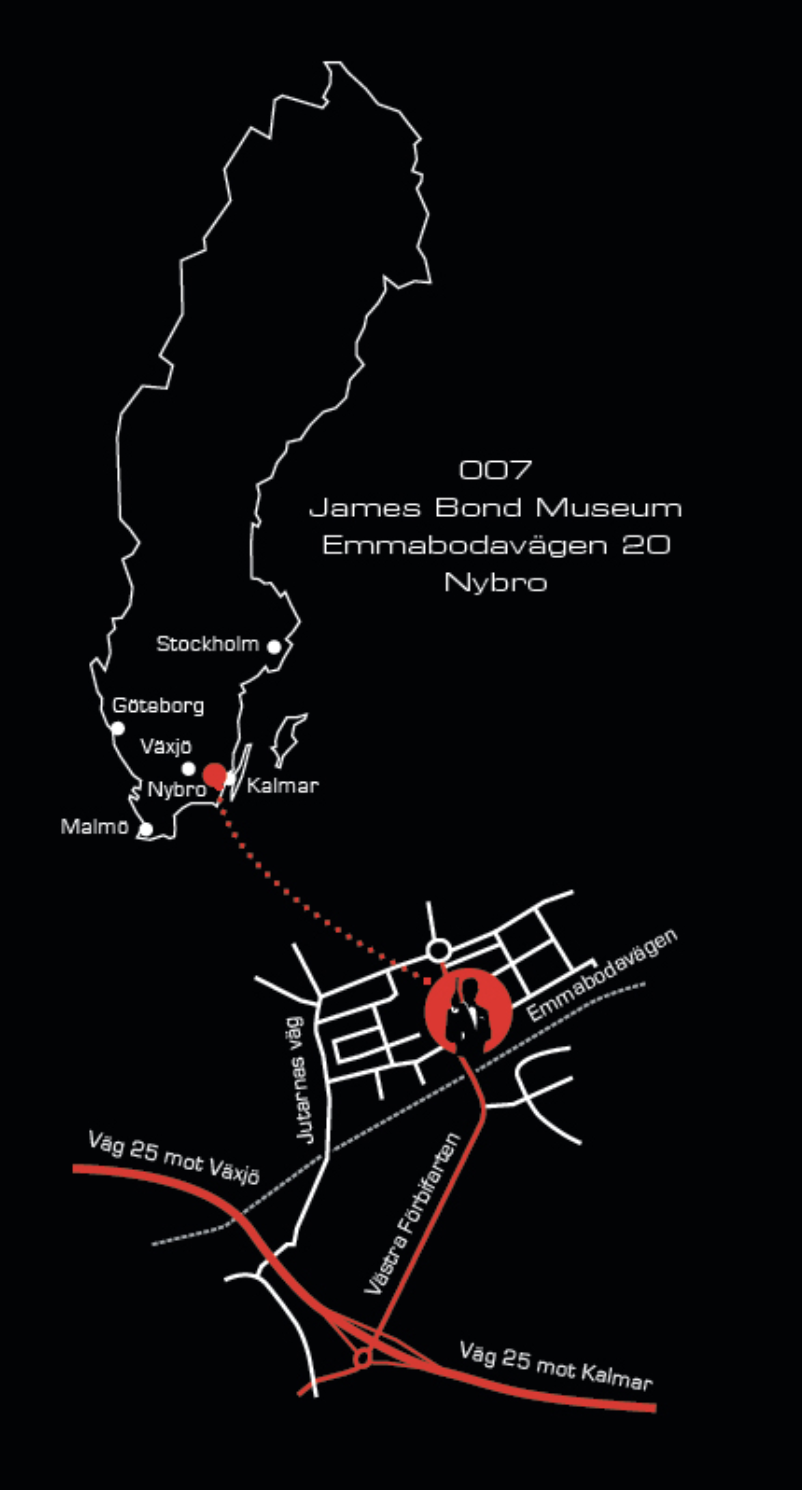 007
James Bond Museum
Emmabodavägen 20
Nybro
Stockholm
Göteborg
Växjö
Nybro
Kalmar
Malmö
Emmabodavägen
Jutarnas väg
Väg 25 mot Växjö
Västra Förbifarten
Väg 25 mot Kalmar